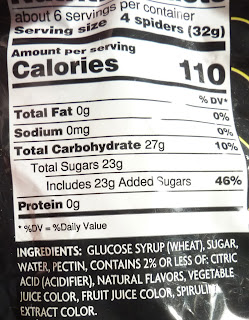 about 6 servings per container
Serving size 4 spiders (32g)
Amount per serving
Calories 110
% DV*
Total Fat 0g 0%
Sodium 0mg 0%
Total Carbohydrate 27g 10%
Total Sugars 23g
Includes 23g Added Sugars 46%
Protein 0g
* %DV = %Daily Value
INGREDIENTS: GLUCOSE SYRUP (WHEAT), SUGAR,
WATER, PECTIN, CONTAINS 2% OR LESS OF: CITRIC
ACID (ACIDIFIER), NATURAL FLAVORS, VEGETABLE
JUICE COLOR, FRUIT JUICE COLOR, SPIRULINA
EXTRACT COLOR.